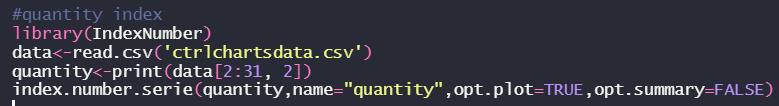 #quantity index
library(IndexNumber)
data<-read.csv('ctrlchartsdata.csv')
quantity<-print(data[2:31, 2])
index.number.serie(quantity,name="quantity",opt.plot=TRUE,opt.summary=FALSE)